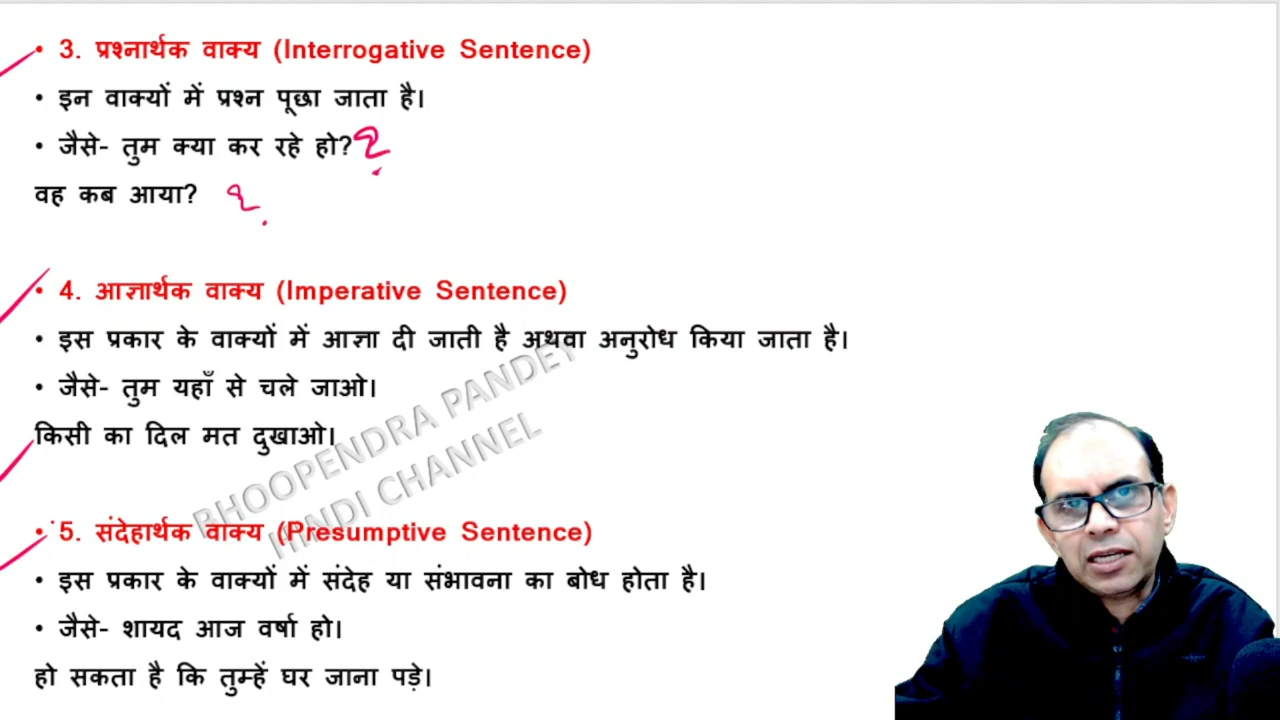 • 3. प्रश्नार्थक वाक्य (Interrogative Sentence)
• इन वाक्यों में प्रश्न पूछा जाता है।
• जैसे- तुम क्या कर रहे हो? ?
वह कब आया? ?
• 4. आज्ञार्थक वाक्य (Imperative Sentence)
• इस प्रकार के वाक्यों में आज्ञा दी जाती है अथवा अनुरोध किया जाता है।
• जैसे- तुम यहाँ से चले जाओ।
किसी का दिल मत दुखाओ।
BHOOPENDRA PANDEY
HINDI CHANNEL
• 5. संदेहार्थक वाक्य (Presumptive Sentence)
• इस प्रकार के वाक्यों में संदेह या संभावना का बोध होता है।
• जैसे- शायद आज वर्षा हो।
हो सकता है कि तुम्हें घर जाना पड़े।